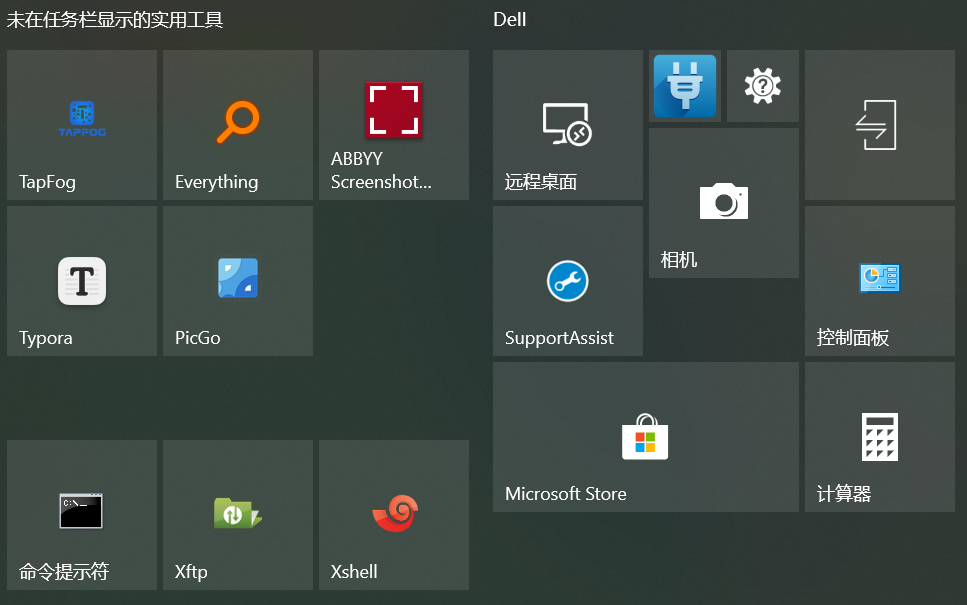 未在任务栏显示的实用工具
Dell
TAPFOG
TapFog
Everything
ABBYY
Screenshot...
远程桌面
相机
Typora
PicGo
SupportAssist
控制面板
Microsoft Store
计算器
C:\>_
命令提示符
Xftp
Xshell